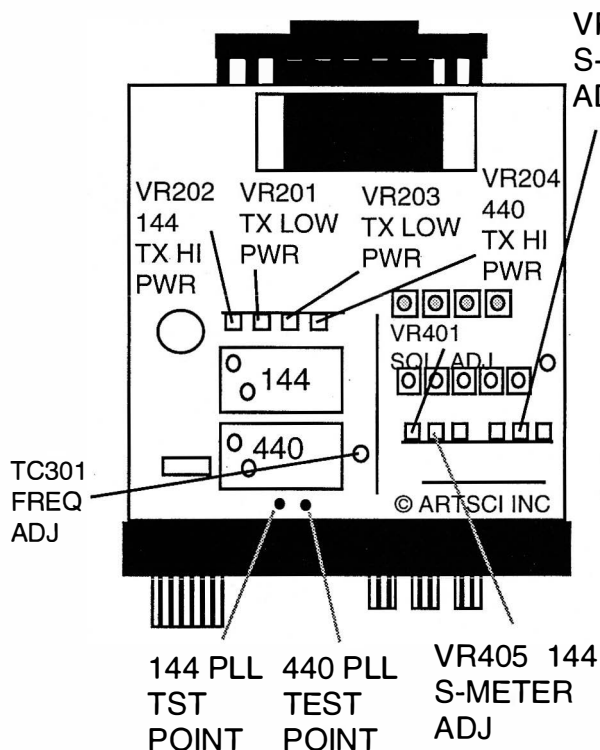 S-
VR202
144
TX HI
PWR
VR201
TX LOW
PWR
VR203
TX LOW
PWR
VR204
440
TX HI
PWR
VR401
SQL ADJ
144
440
TC301
FREQ
ADJ
© ARTSCI INC
144 PLL
TST
POINT
440 PLL
TEST
POINT
VR405 144
S-METER
ADJ